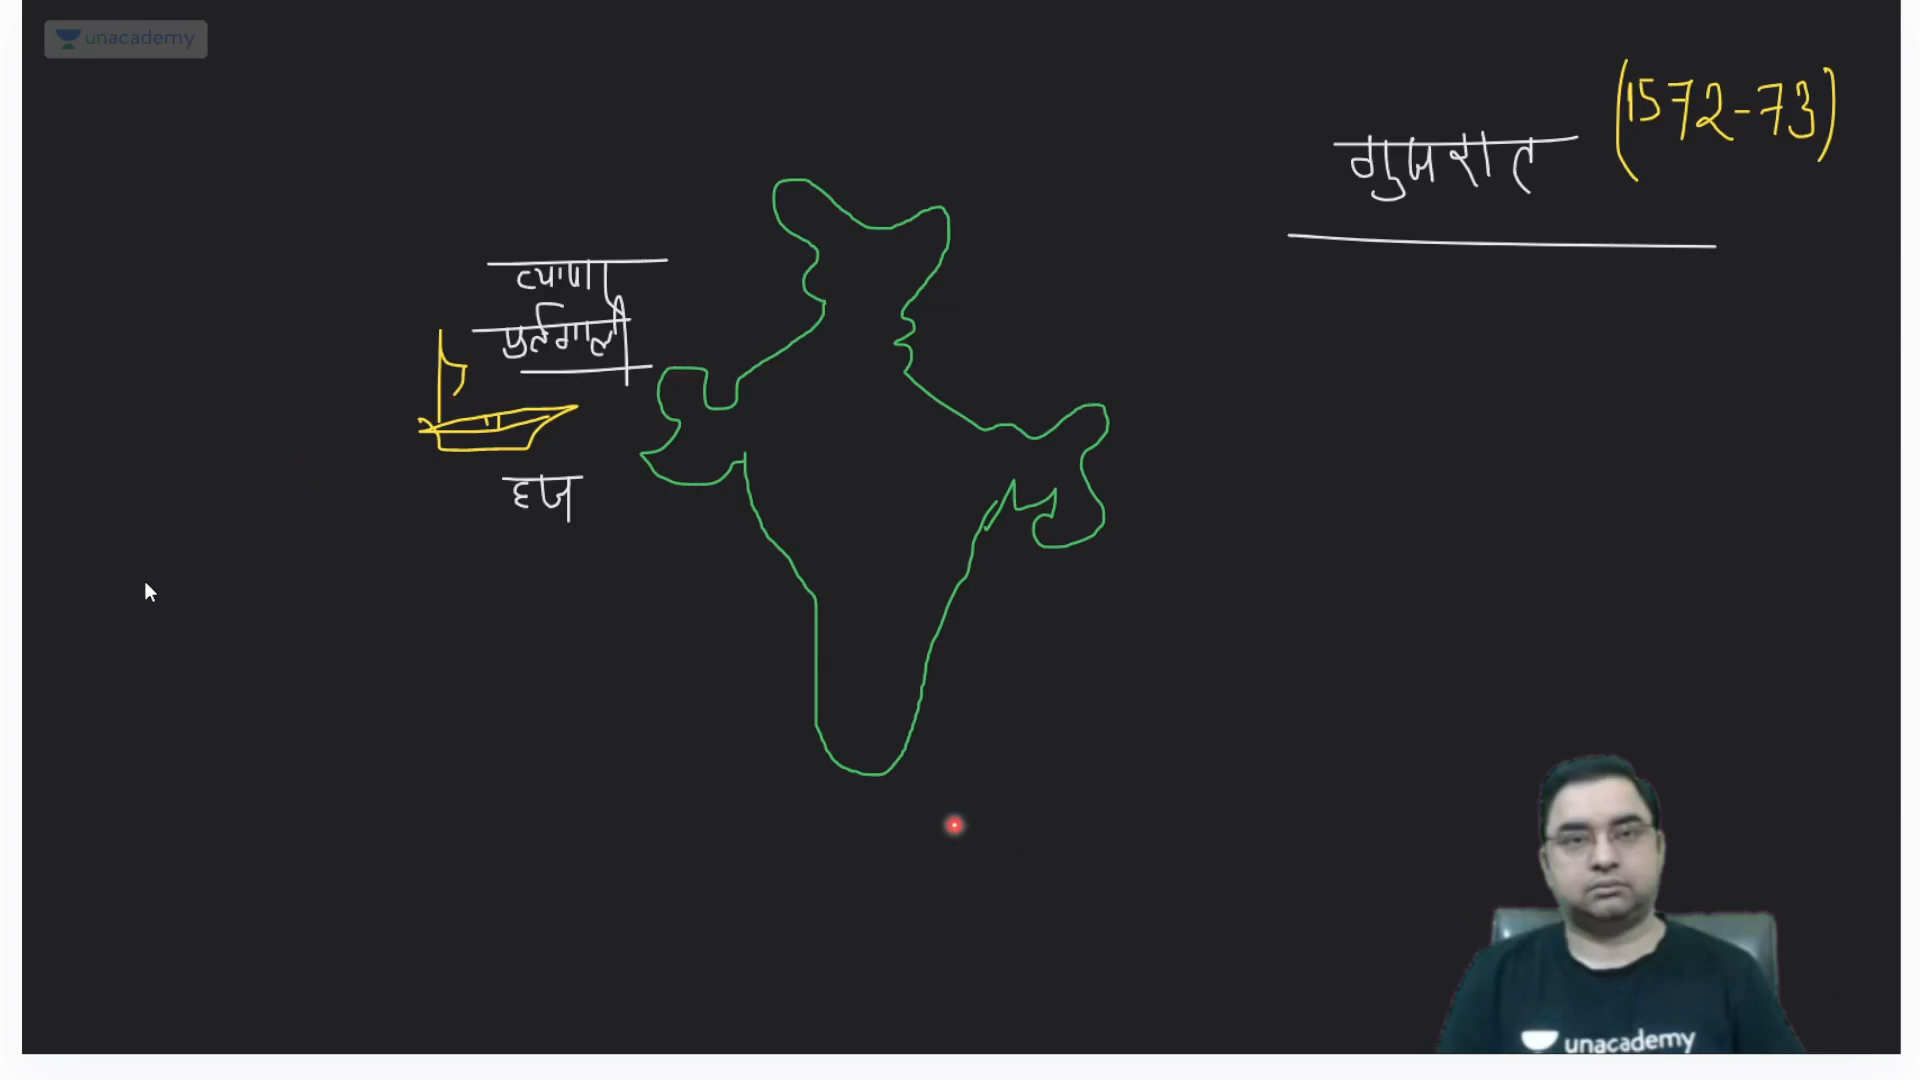 unacademy
गुजरात (1572-73)
व्यापार
पुर्तगाली
हज
unacademy